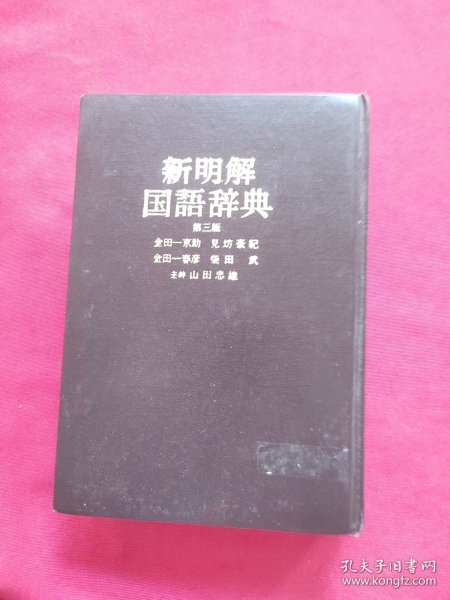 新明解
国語辞典
第三版
金田一京助 見坊豪紀
金田一春彦 柴田 武
主幹 山田忠雄
孔夫子旧书网
www.kongfz.com